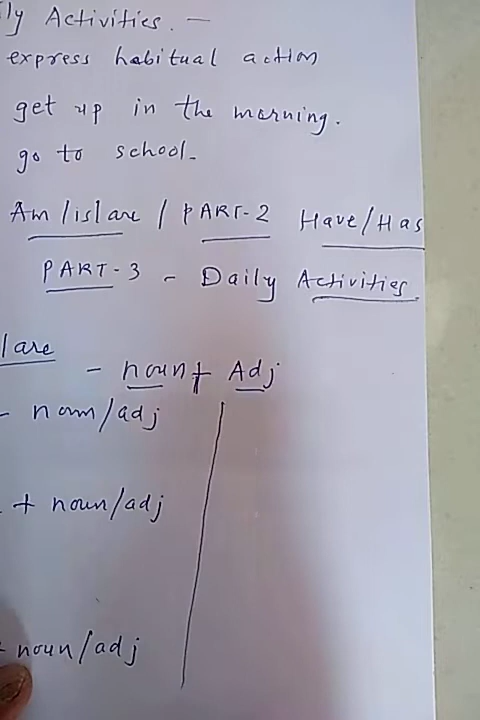 ly Activities. —
express habitual action
get up in the morning.
go to school.
Am/is/are / PART-2 Have/Has
PART-3 - Daily Activities.
/are
- noun + Adj
- noun/adj
+ noun/adj
+ noun/adj